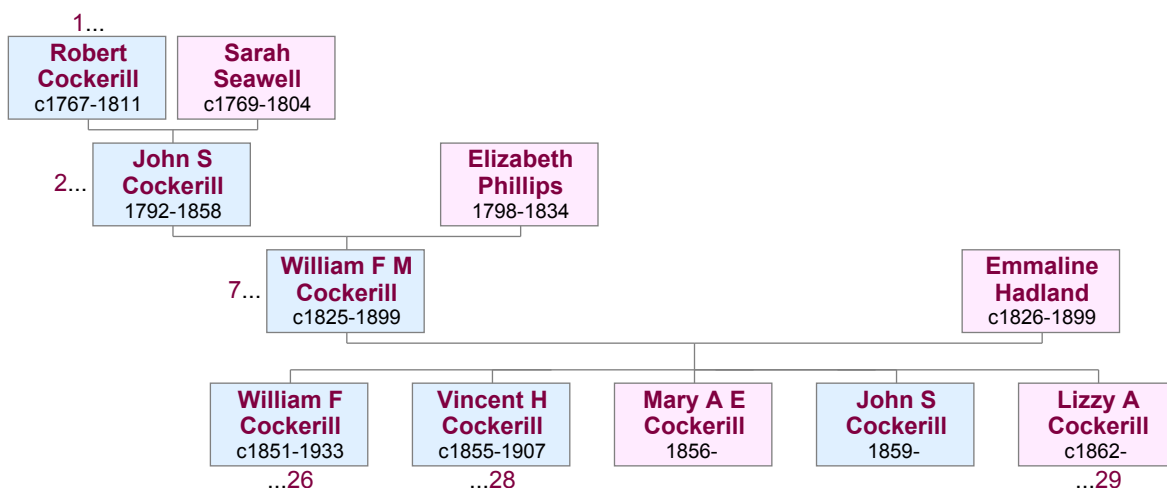 1...
Robert
Cockerill
c1767-1811
Sarah
Seawell
c1769-1804
2...
John S
Cockerill
1792-1858
Elizabeth
Phillips
1798-1834
7...
William F M
Cockerill
c1825-1899
Emmaline
Hadland
c1826-1899
William F
Cockerill
c1851-1933
...26
Vincent H
Cockerill
c1855-1907
...28
Mary A E
Cockerill
1856-
John S
Cockerill
1859-
Lizzy A
Cockerill
c1862-
...29